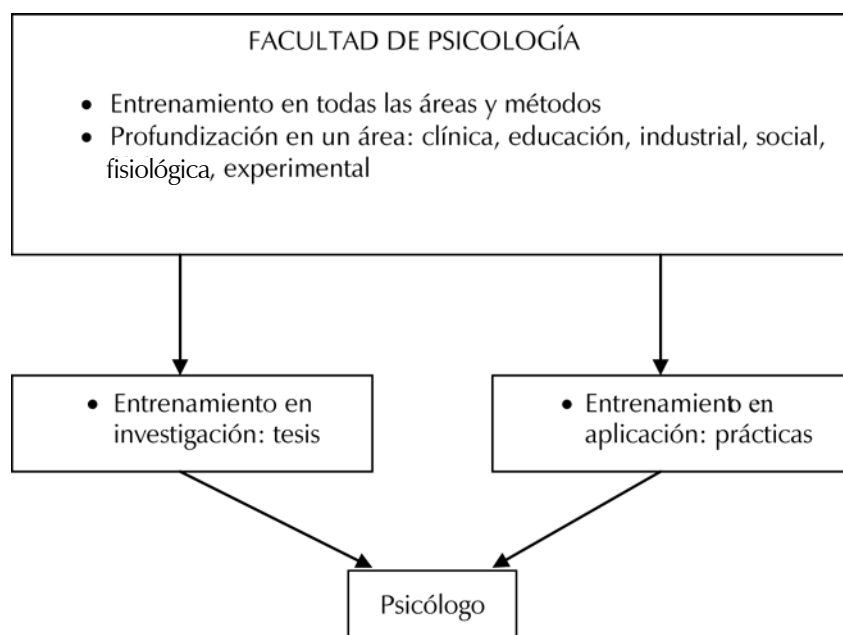 FACULTAD DE PSICOLOGÍA
• Entrenamiento en todas las áreas y métodos
• Profundización en un área: clínica, educación, industrial, social,
fisiológica, experimental
• Entrenamiento en
investigación: tesis
• Entrenamiento en
aplicación: prácticas
Psicólogo